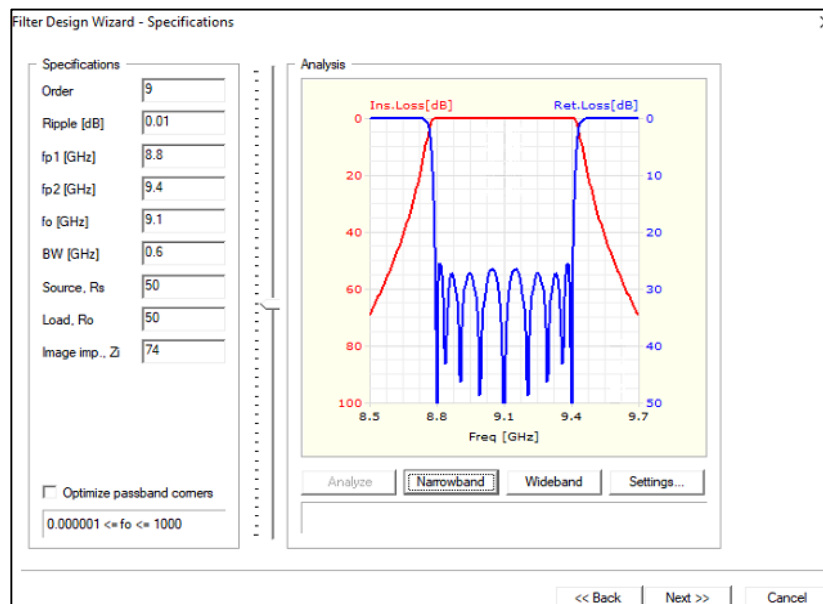 Filter Design Wizard - Specifications
Specifications
Order 9
Ripple [dB] 0.01
fp1 [GHz] 8.8
fp2 [GHz] 9.4
fo [GHz] 9.1
BW [GHz] 0.6
Source, Rs 50
Load, Ro 50
Image imp., Zi 74
Optimize passband corners
0.000001 <= fo <= 1000
Analysis
Ins.Loss[dB] Ret.Loss[dB]
0 0
20 10
40 20
60 30
80 40
100 50
8.5 8.8 9.1 9.4 9.7
Freq [GHz]
Analyze Narrowband Wideband Settings...
<< Back Next >> Cancel